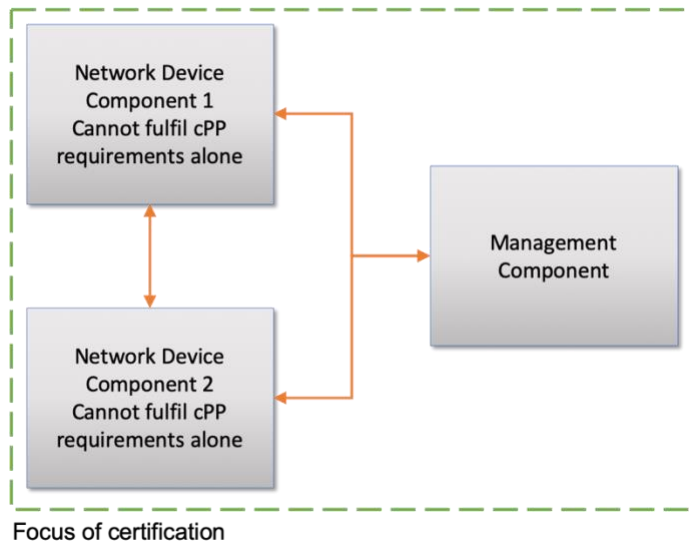 Network Device
Component 1
Cannot fulfil cPP
requirements alone
Management
Component
Network Device
Component 2
Cannot fulfil cPP
requirements alone
Focus of certification